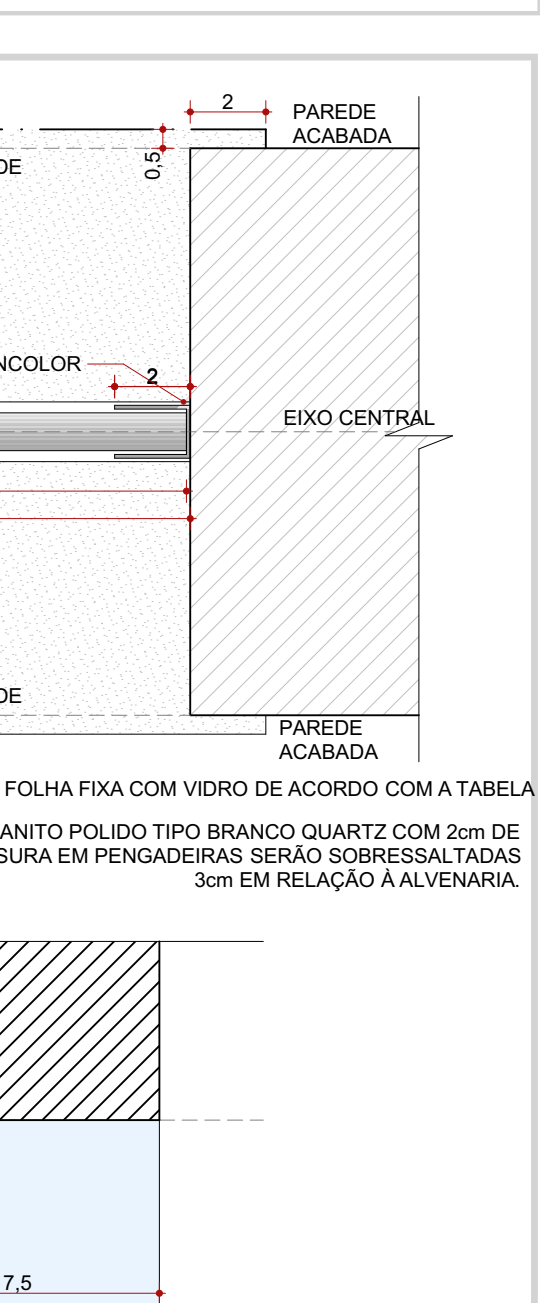 2
PAREDE
ACABADA
0,5
DE
NCOLOR
2
EIXO CENTRAL
DE
PAREDE
ACABADA
FOLHA FIXA COM VIDRO DE ACORDO COM A TABELA
ANITO POLIDO TIPO BRANCO QUARTZ COM 2cm DE
SURA EM PENGADEIRAS SERÃO SOBRESSALTADAS
3cm EM RELAÇÃO À ALVENARIA.
7,5